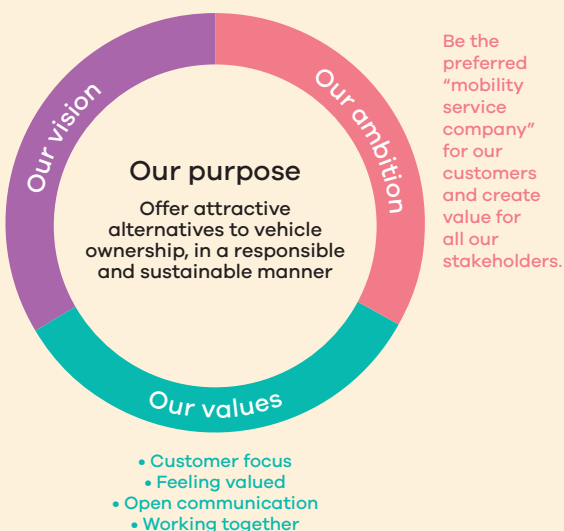 Our vision
Our ambition
Our purpose
Offer attractive
alternatives to vehicle
ownership, in a responsible
and sustainable manner
Be the
preferred
“mobility
service
company”
for our
customers
and create
value for
all our
stakeholders.
Our values
• Customer focus
• Feeling valued
• Open communication
• Working together